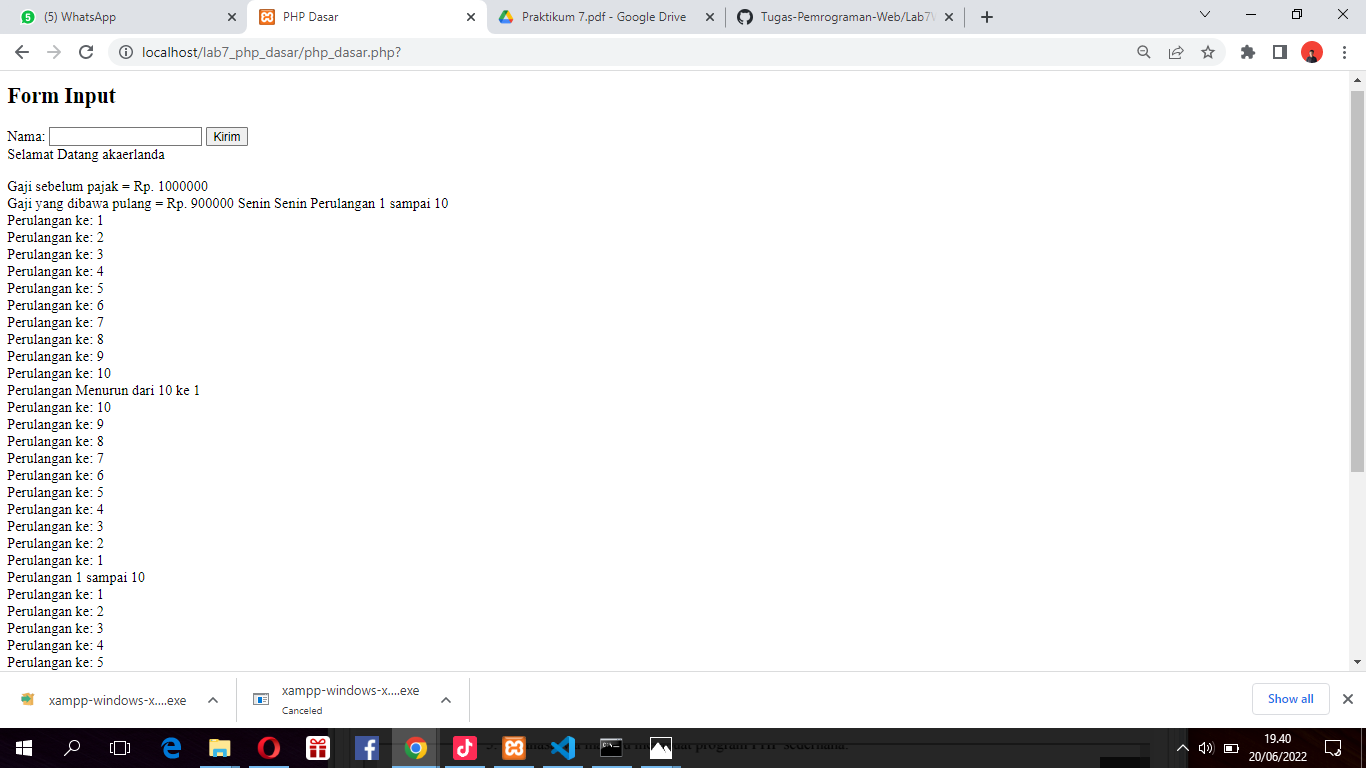 (5) WhatsApp
PHP Dasar
Praktikum 7.pdf - Google Drive
Tugas-Pemrograman-Web/Lab7
localhost/lab7_php_dasar/php_dasar.php?
Form Input
Nama: Kirim
Selamat Datang akaerlanda
Gaji sebelum pajak = Rp. 1000000
Gaji yang dibawa pulang = Rp. 900000 Senin Senin Perulangan 1 sampai 10
Perulangan ke: 1
Perulangan ke: 2
Perulangan ke: 3
Perulangan ke: 4
Perulangan ke: 5
Perulangan ke: 6
Perulangan ke: 7
Perulangan ke: 8
Perulangan ke: 9
Perulangan ke: 10
Perulangan Menurun dari 10 ke 1
Perulangan ke: 10
Perulangan ke: 9
Perulangan ke: 8
Perulangan ke: 7
Perulangan ke: 6
Perulangan ke: 5
Perulangan ke: 4
Perulangan ke: 3
Perulangan ke: 2
Perulangan ke: 1
Perulangan 1 sampai 10
Perulangan ke: 1
Perulangan ke: 2
Perulangan ke: 3
Perulangan ke: 4
Perulangan ke: 5
xampp-windows-x....exe
xampp-windows-x....exe
Canceled
Show all
program PHP sederhana.
19.40
20/06/2022